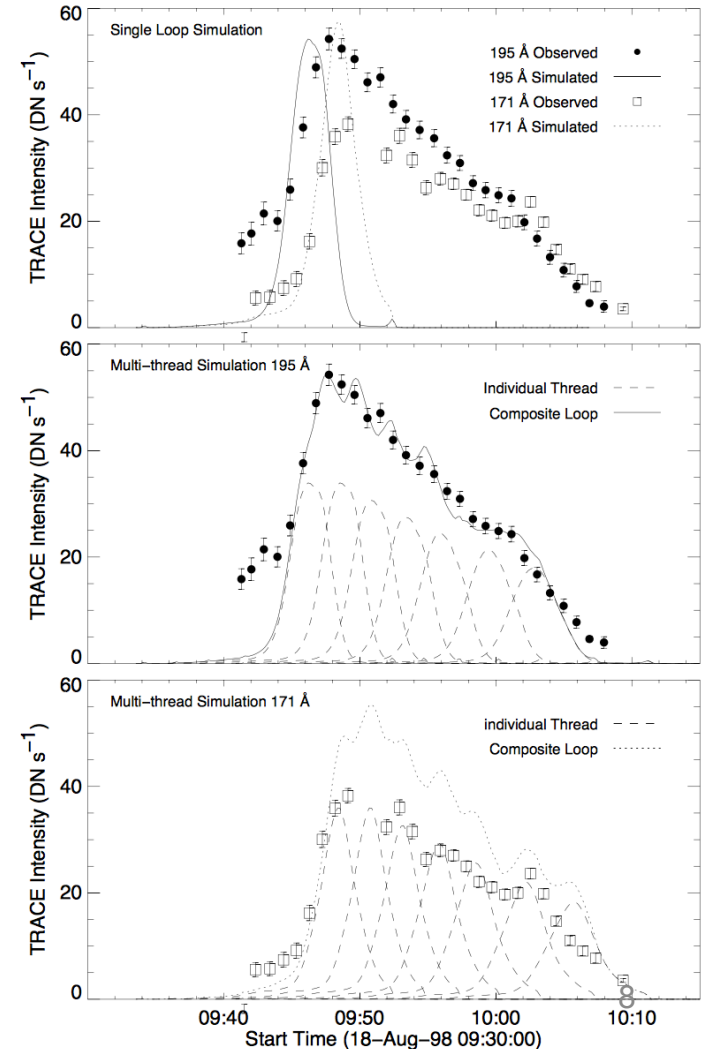 60
Single Loop Simulation
195 Å Observed
195 Å Simulated
171 Å Observed
171 Å Simulated
40
20
0
TRACE Intensity (DN s−1)
60
Multi-thread Simulation 195 Å
Individual Thread
Composite Loop
40
20
0
TRACE Intensity (DN s−1)
60
Multi-thread Simulation 171 Å
individual Thread
Composite Loop
40
20
0
TRACE Intensity (DN s−1)
09:40
09:50
10:00
10:10
Start Time (18−Aug−98 09:30:00)